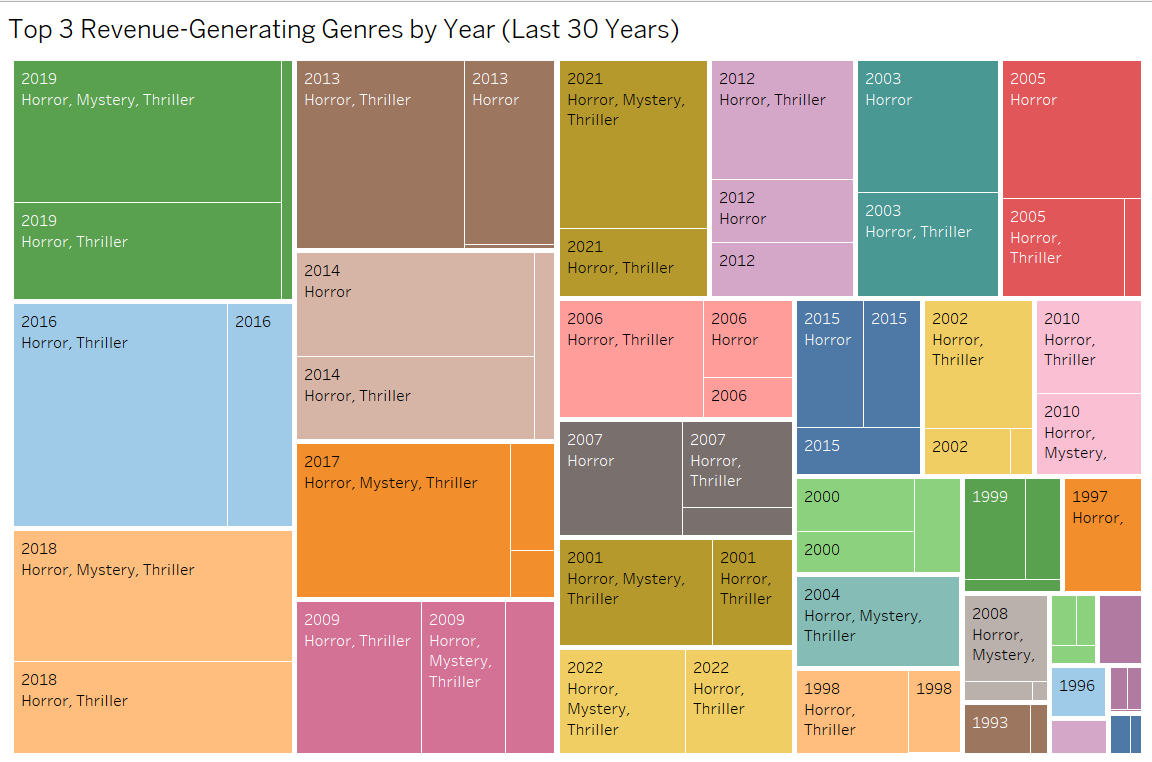 Top 3 Revenue-Generating Genres by Year (Last 30 Years)
2019
Horror, Mystery, Thriller
2019
Horror, Thriller
2016
Horror, Thriller
2016
2018
Horror, Mystery, Thriller
2018
Horror, Thriller
2013
Horror, Thriller
2013
Horror
2014
Horror
2014
Horror, Thriller
2017
Horror, Mystery, Thriller
2009
Horror, Thriller
2009
Horror,
Mystery,
Thriller
2021
Horror, Mystery,
Thriller
2021
Horror, Thriller
2012
Horror, Thriller
2012
Horror
2012
2003
Horror
2003
Horror, Thriller
2005
Horror
2005
Horror,
Thriller
2006
Horror, Thriller
2006
Horror
2006
2007
Horror
2007
Horror,
Thriller
2001
Horror, Mystery,
Thriller
2001
Horror,
Thriller
2022
Horror,
Mystery,
Thriller
2022
Horror,
Thriller
2015
Horror
2015
2015
2002
Horror,
Thriller
2002
2010
Horror,
Thriller
2010
Horror,
Mystery,
2000
2000
2004
Horror, Mystery,
Thriller
1998
Horror,
Thriller
1998
1999
1997
Horror,
2008
Horror,
Mystery,
1993
1996